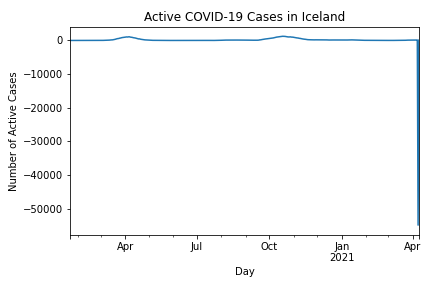 Active COVID-19 Cases in Iceland
0
−10000
−20000
−30000
−40000
−50000
Number of Active Cases
Apr
Jul
Oct
Jan
2021
Apr
Day